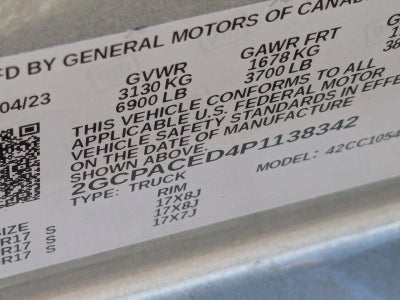 FD BY GENERAL MOTORS OF CANAD
04/23 GVWR GAWR FRT
3130 KG 1678 KG
6900 LB 3700 LB
THIS VEHICLE CONFORMS TO ALL
APPLICABLE U.S. FEDERAL MOTOR
VEHICLE SAFETY STANDARDS IN EFFE
ON THE DATE OF MANUFACTURE
SHOWN ABOVE.
2GCPACED4P1138342
TYPE: TRUCK MODEL: 42CC1054
SIZE RIM
R17 S 17X8J
R17 S 17X8J
R17 S 17X7J